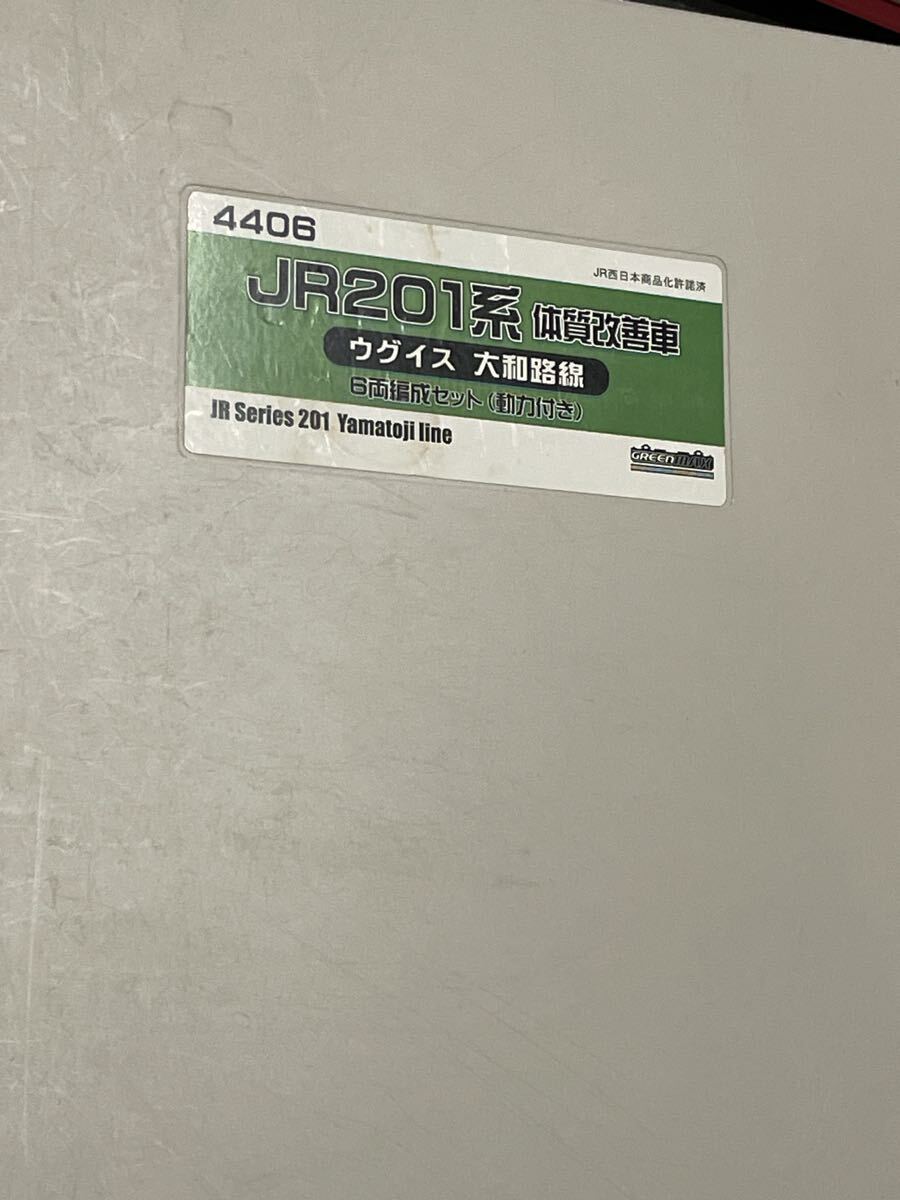 4406
JR西日本商品化許諾済
JR201系 体質改善車
ウグイス 大和路線
6両編成セット(動力付き)
JR Series 201 Yamatoji line
GREENMAX